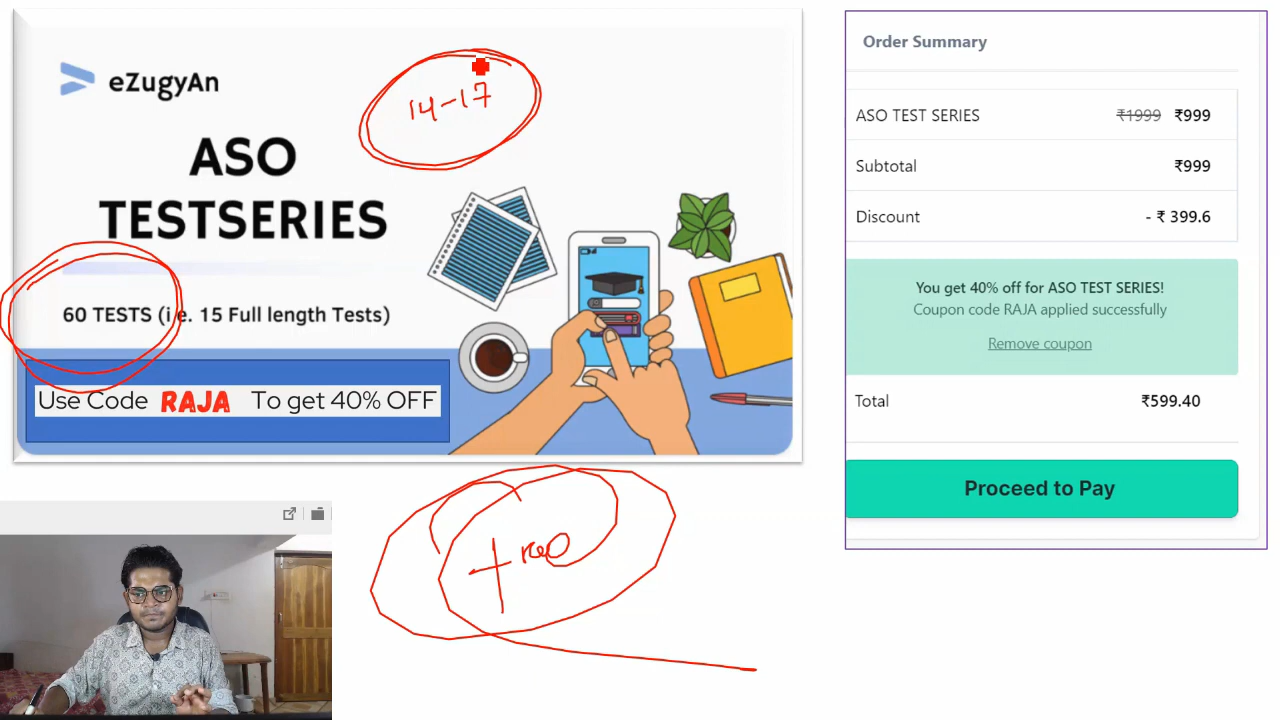 eZugyAn
14-17
ASO
TESTSERIES
60 TESTS (i.e. 15 Full length Tests)
Use Code RAJA To get 40% OFF
free
Order Summary
ASO TEST SERIES ₹1999 ₹999
Subtotal ₹999
Discount - ₹ 399.6
You get 40% off for ASO TEST SERIES!
Coupon code RAJA applied successfully
Remove coupon
Total ₹599.40
Proceed to Pay